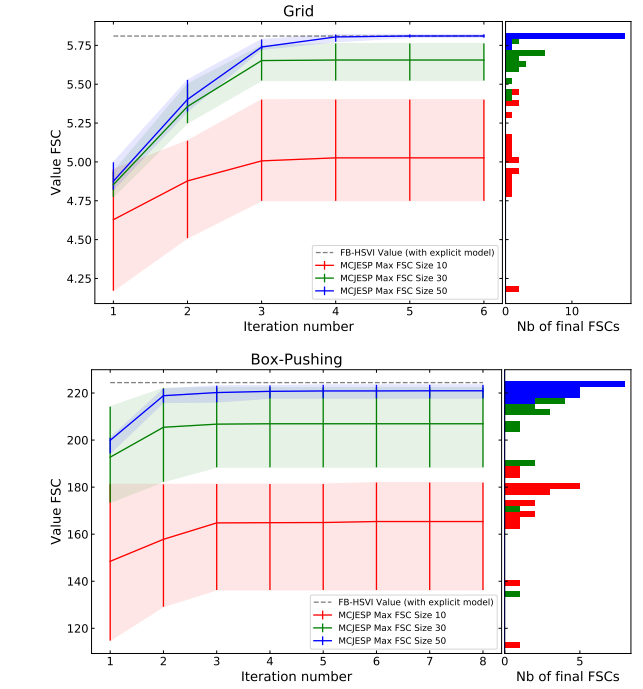 Grid
5.75
5.50
5.25
5.00
4.75
4.50
4.25
Value FSC
FB-HSVI Value (with explicit model)
MCJESP Max FSC Size 10
MCJESP Max FSC Size 30
MCJESP Max FSC Size 50
1 2 3 4 5 6
Iteration number
0 10
Nb of final FSCs
Box-Pushing
220
200
180
160
140
120
Value FSC
FB-HSVI Value (with explicit model)
MCJESP Max FSC Size 10
MCJESP Max FSC Size 30
MCJESP Max FSC Size 50
1 2 3 4 5 6 7 8
Iteration number
0 5
Nb of final FSCs